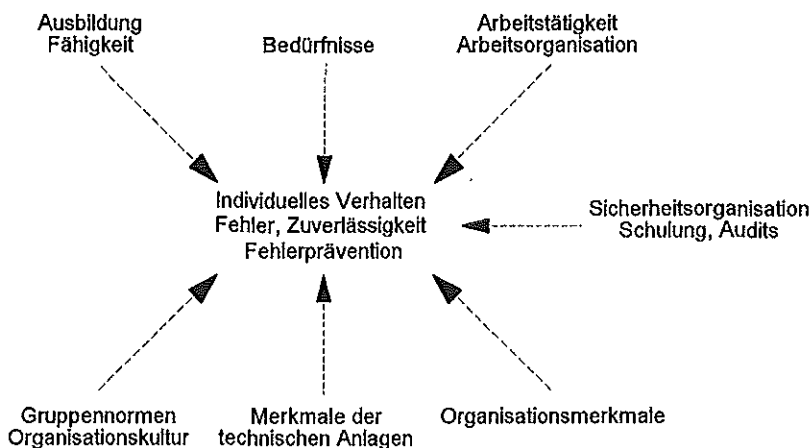 Ausbildung
Fähigkeit
Bedürfnisse
Arbeitstätigkeit
Arbeitsorganisation
Individuelles Verhalten
Fehler, Zuverlässigkeit
Fehlerprävention
Sicherheitsorganisation
Schulung, Audits
Gruppennormen
Organisationskultur
Merkmale der
technischen Anlagen
Organisationsmerkmale